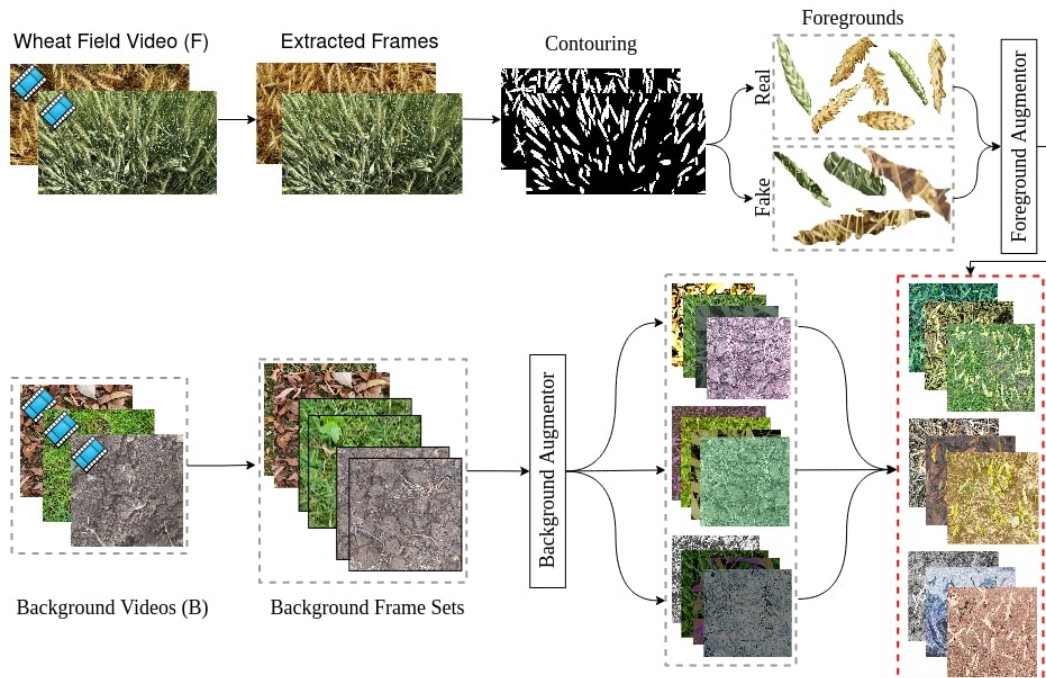 Foregrounds
Wheat Field Video (F)
Extracted Frames
Contouring
Real
Fake
Foreground Augmentor
Background Augmentor
Background Videos (B)
Background Frame Sets